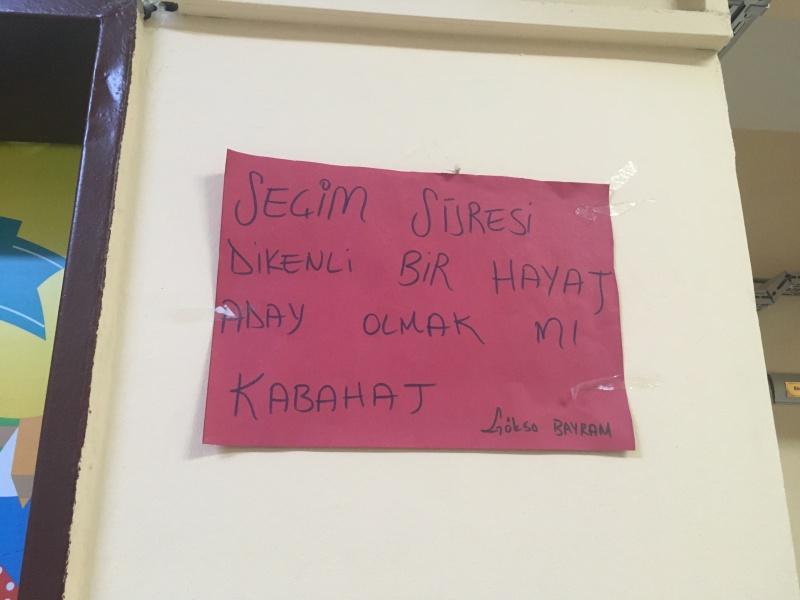 SEÇİM SÜRESİ
DİKENLİ BİR HAYAT
ADAY OLMAK MI
KABAHAT
Gökso BAYRAM